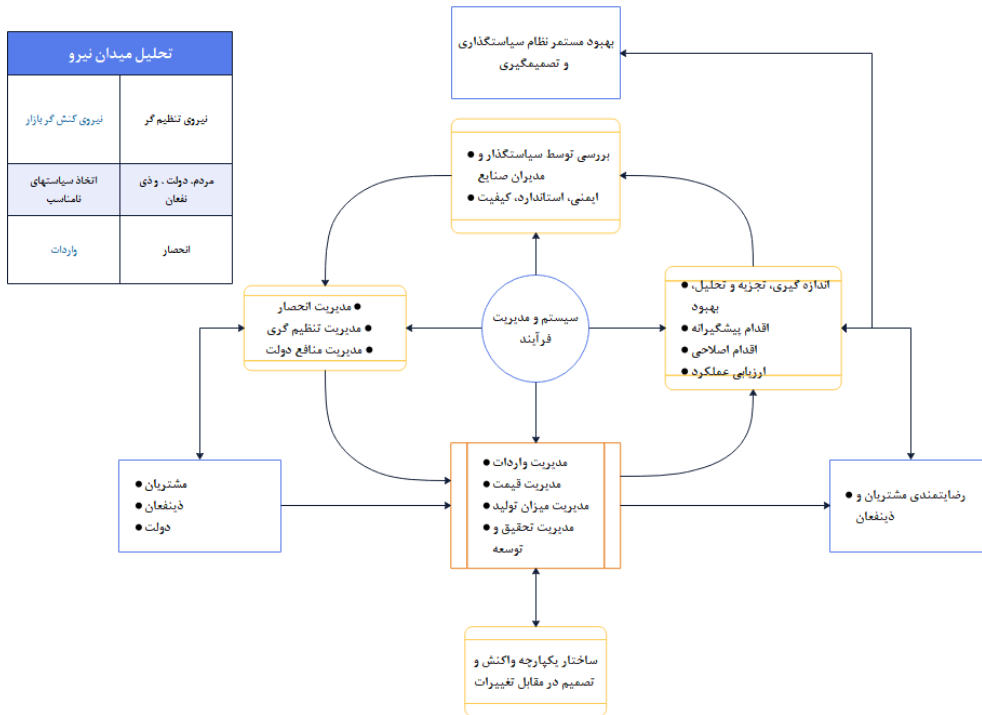 تحلیل میدان نیرو
نیروی تنظیم گر
نیروی کنش گر بازار
مردم، دولت ، و ذی
نفعان
اتخاذ سیاستهای
نامناسب
انحصار
واردات
بهبود مستمر نظام سیاستگذاری
و تصمیمگیری
● بررسی توسط سیاستگذار و
مدیران صنایع
● ایمنی، استاندارد، کیفیت
● مدیریت انحصار
● مدیریت تنظیم گری
● مدیریت منافع دولت
سیستم و مدیریت
فرآیند
● اندازه گیری، تجزیه و تحلیل،
بهبود
● اقدام پیشگیرانه
● اقدام اصلاحی
● ارزیابی عملکرد
● مشتریان
● ذینفعان
● دولت
● مدیریت واردات
● مدیریت قیمت
● مدیریت میزان تولید
● مدیریت تحقیق و
توسعه
● رضایتمندی مشتریان و
ذینفعان
ساختار یکپارچه واکنش و
تصمیم در مقابل تغییرات